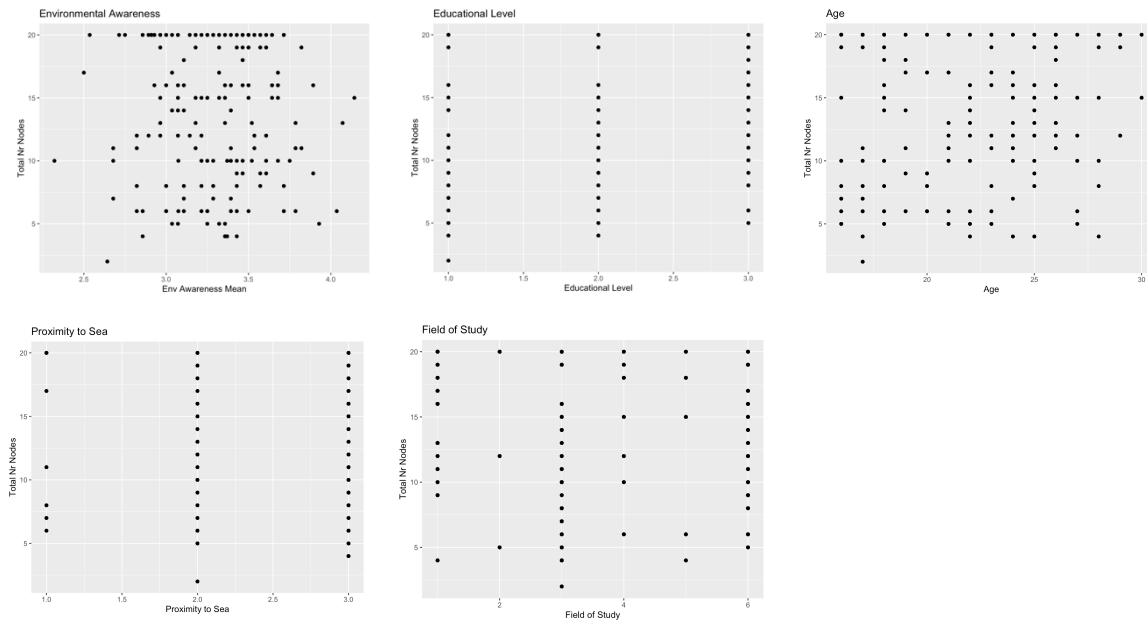 Environmental Awareness
20
15
10
5
Total Nr Nodes
2.5 3.0 3.5 4.0
Env Awareness Mean
Educational Level
20
15
10
5
Total Nr Nodes
1.0 1.5 2.0 2.5 3.0
Educational Level
Age
20
15
10
5
Total Nr Nodes
20 25 30
Age
Proximity to Sea
20
15
10
5
Total Nr Nodes
1.0 1.5 2.0 2.5 3.0
Proximity to Sea
Field of Study
20
15
10
5
Total Nr Nodes
2 4 6
Field of Study